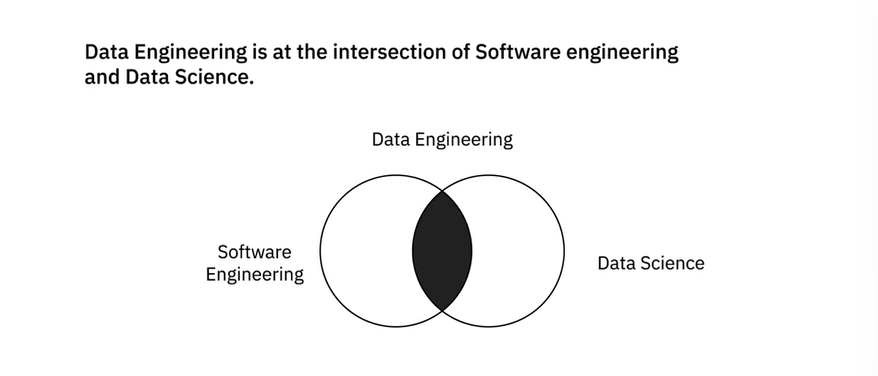 Data Engineering is at the intersection of Software engineering
and Data Science.
Data Engineering
Software
Engineering
Data Science